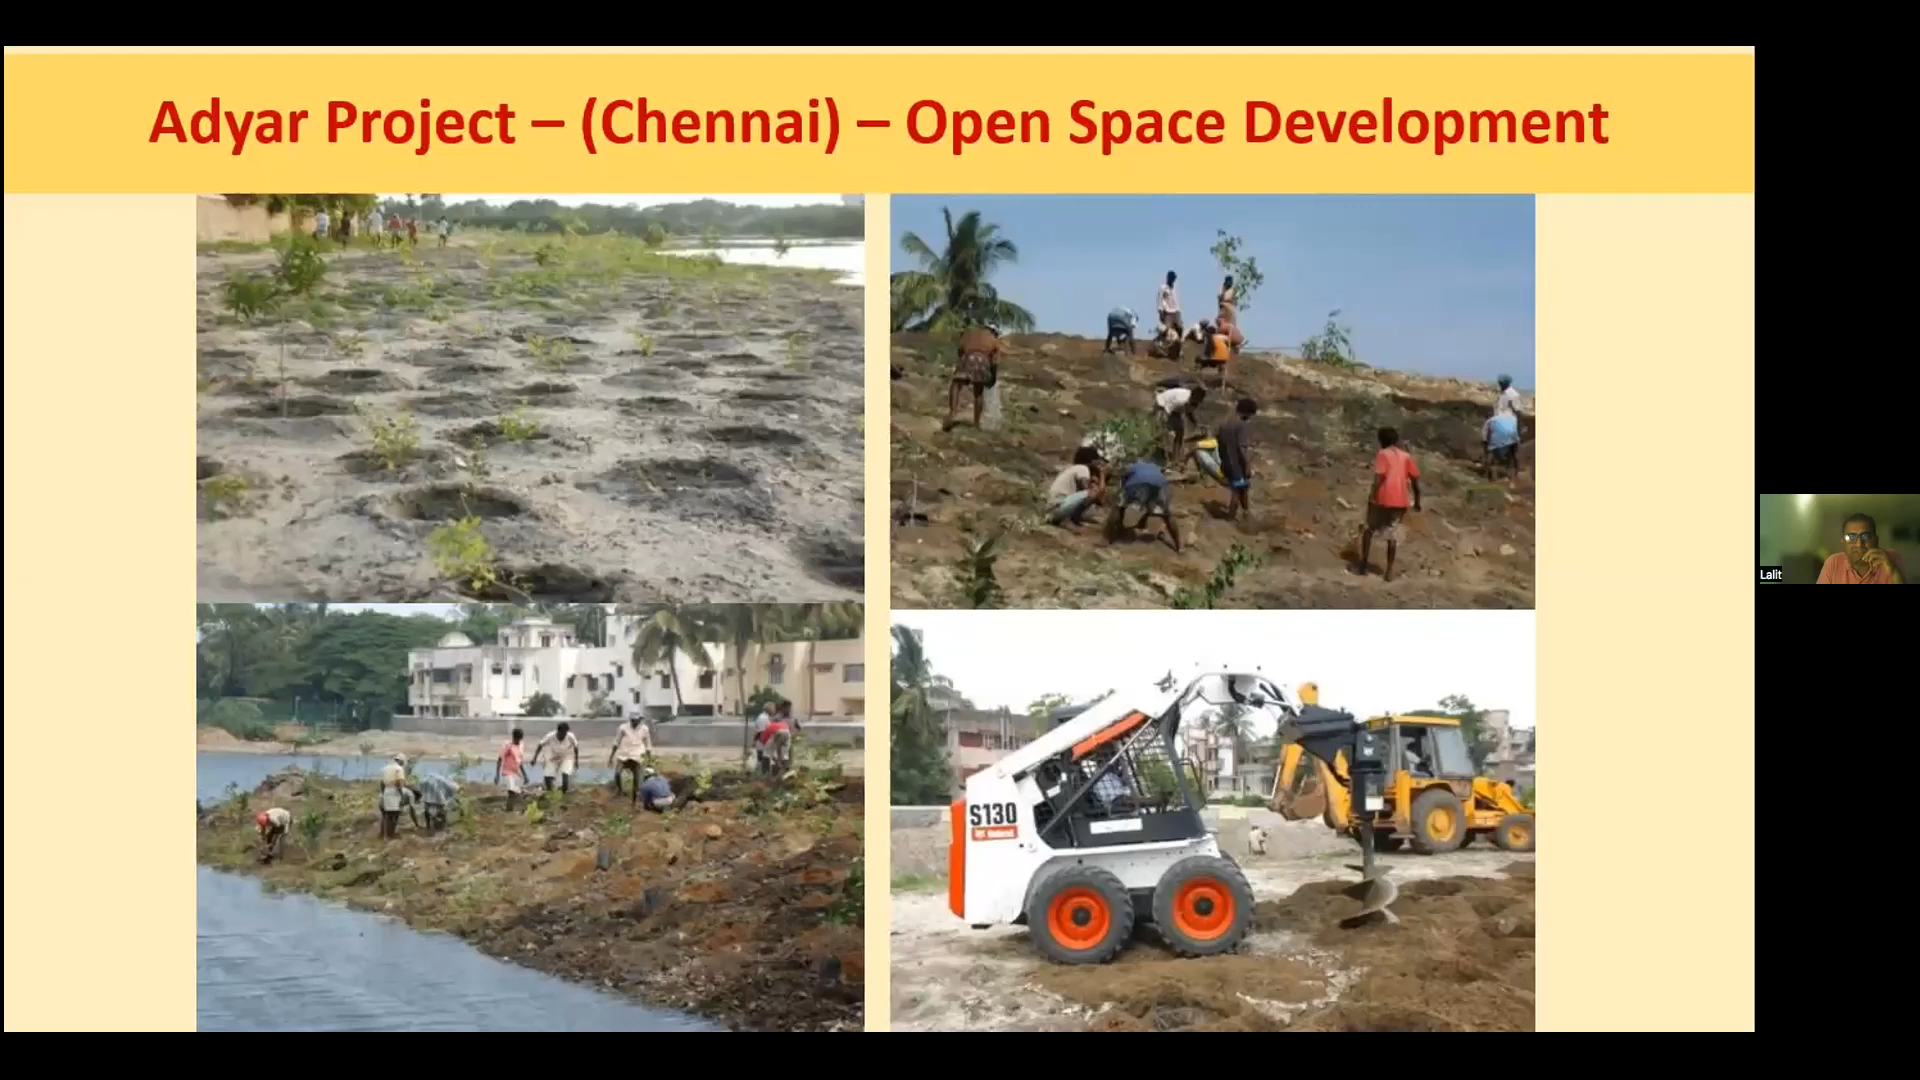 Adyar Project – (Chennai) – Open Space Development
S130
Lalit